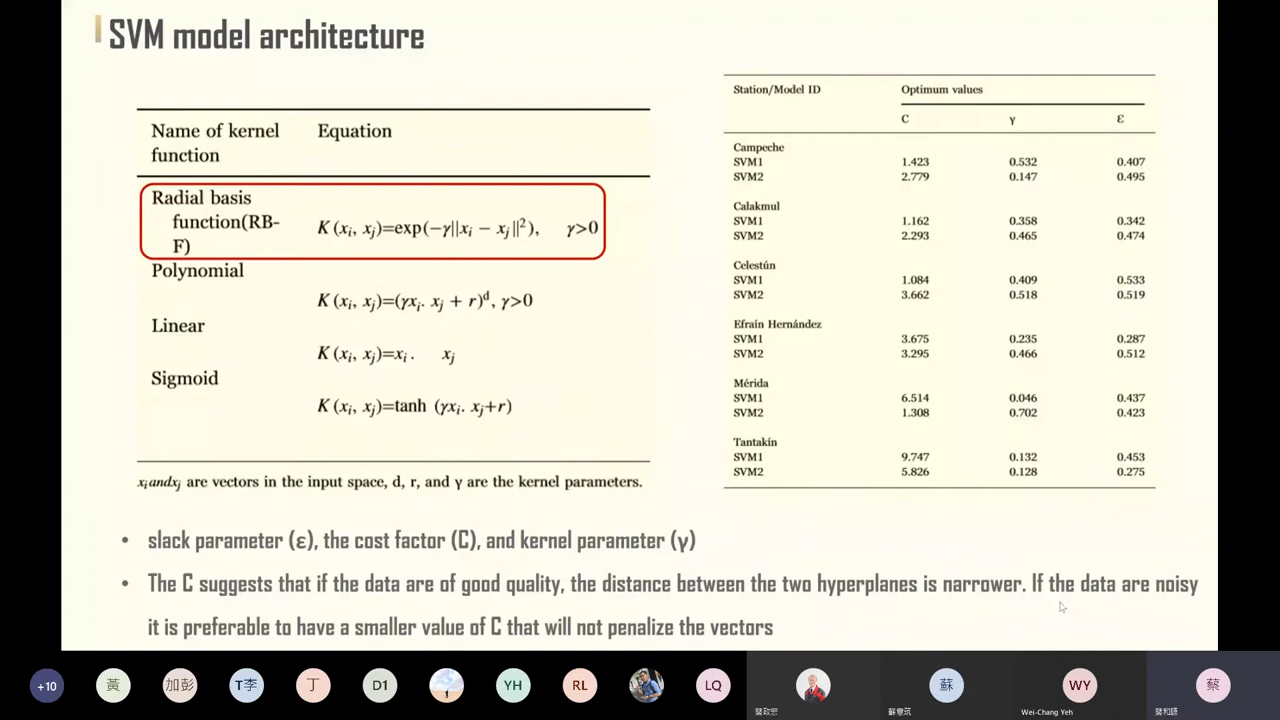 SVM model architecture
Name of kernel Equation
function
Radial basis
function(RB-
F)
K (xᵢ, xⱼ)=exp(−γ||xᵢ − xⱼ||²), γ>0
Polynomial
K (xᵢ, xⱼ)=(γxᵢ. xⱼ + r)ᵈ, γ>0
Linear
K (xᵢ, xⱼ)=xᵢ . xⱼ
Sigmoid
K (xᵢ, xⱼ)=tanh (γxᵢ. xⱼ+r)
xᵢandxⱼ are vectors in the input space, d, r, and γ are the kernel parameters.
Station/Model ID Optimum values
C γ ε
Campeche
SVM1 1.423 0.532 0.407
SVM2 2.779 0.147 0.495
Calakmul
SVM1 1.162 0.358 0.342
SVM2 2.293 0.465 0.474
Celestún
SVM1 1.084 0.409 0.533
SVM2 3.662 0.518 0.519
Efraín Hernández
SVM1 3.675 0.235 0.287
SVM2 3.295 0.466 0.512
Mérida
SVM1 6.514 0.046 0.437
SVM2 1.308 0.702 0.423
Tantakín
SVM1 9.747 0.132 0.453
SVM2 5.826 0.128 0.275
• slack parameter (ε), the cost factor (C), and kernel parameter (γ)
• The C suggests that if the data are of good quality, the distance between the two hyperplanes is narrower. If the data are noisy
it is preferable to have a smaller value of C that will not penalize the vectors
+10 黃 加彭 T李 丁 D1 YH RL LQ 蘇 WY 蔡
Wei-Chang Yeh